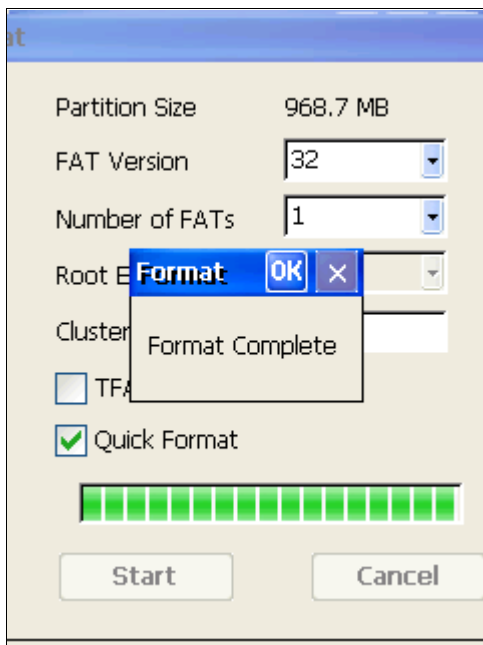 at
Partition Size 968.7 MB
FAT Version 32
Number of FATs 1
Root E
Format OK
Cluster
Format Complete
TFA
Quick Format
Start Cancel